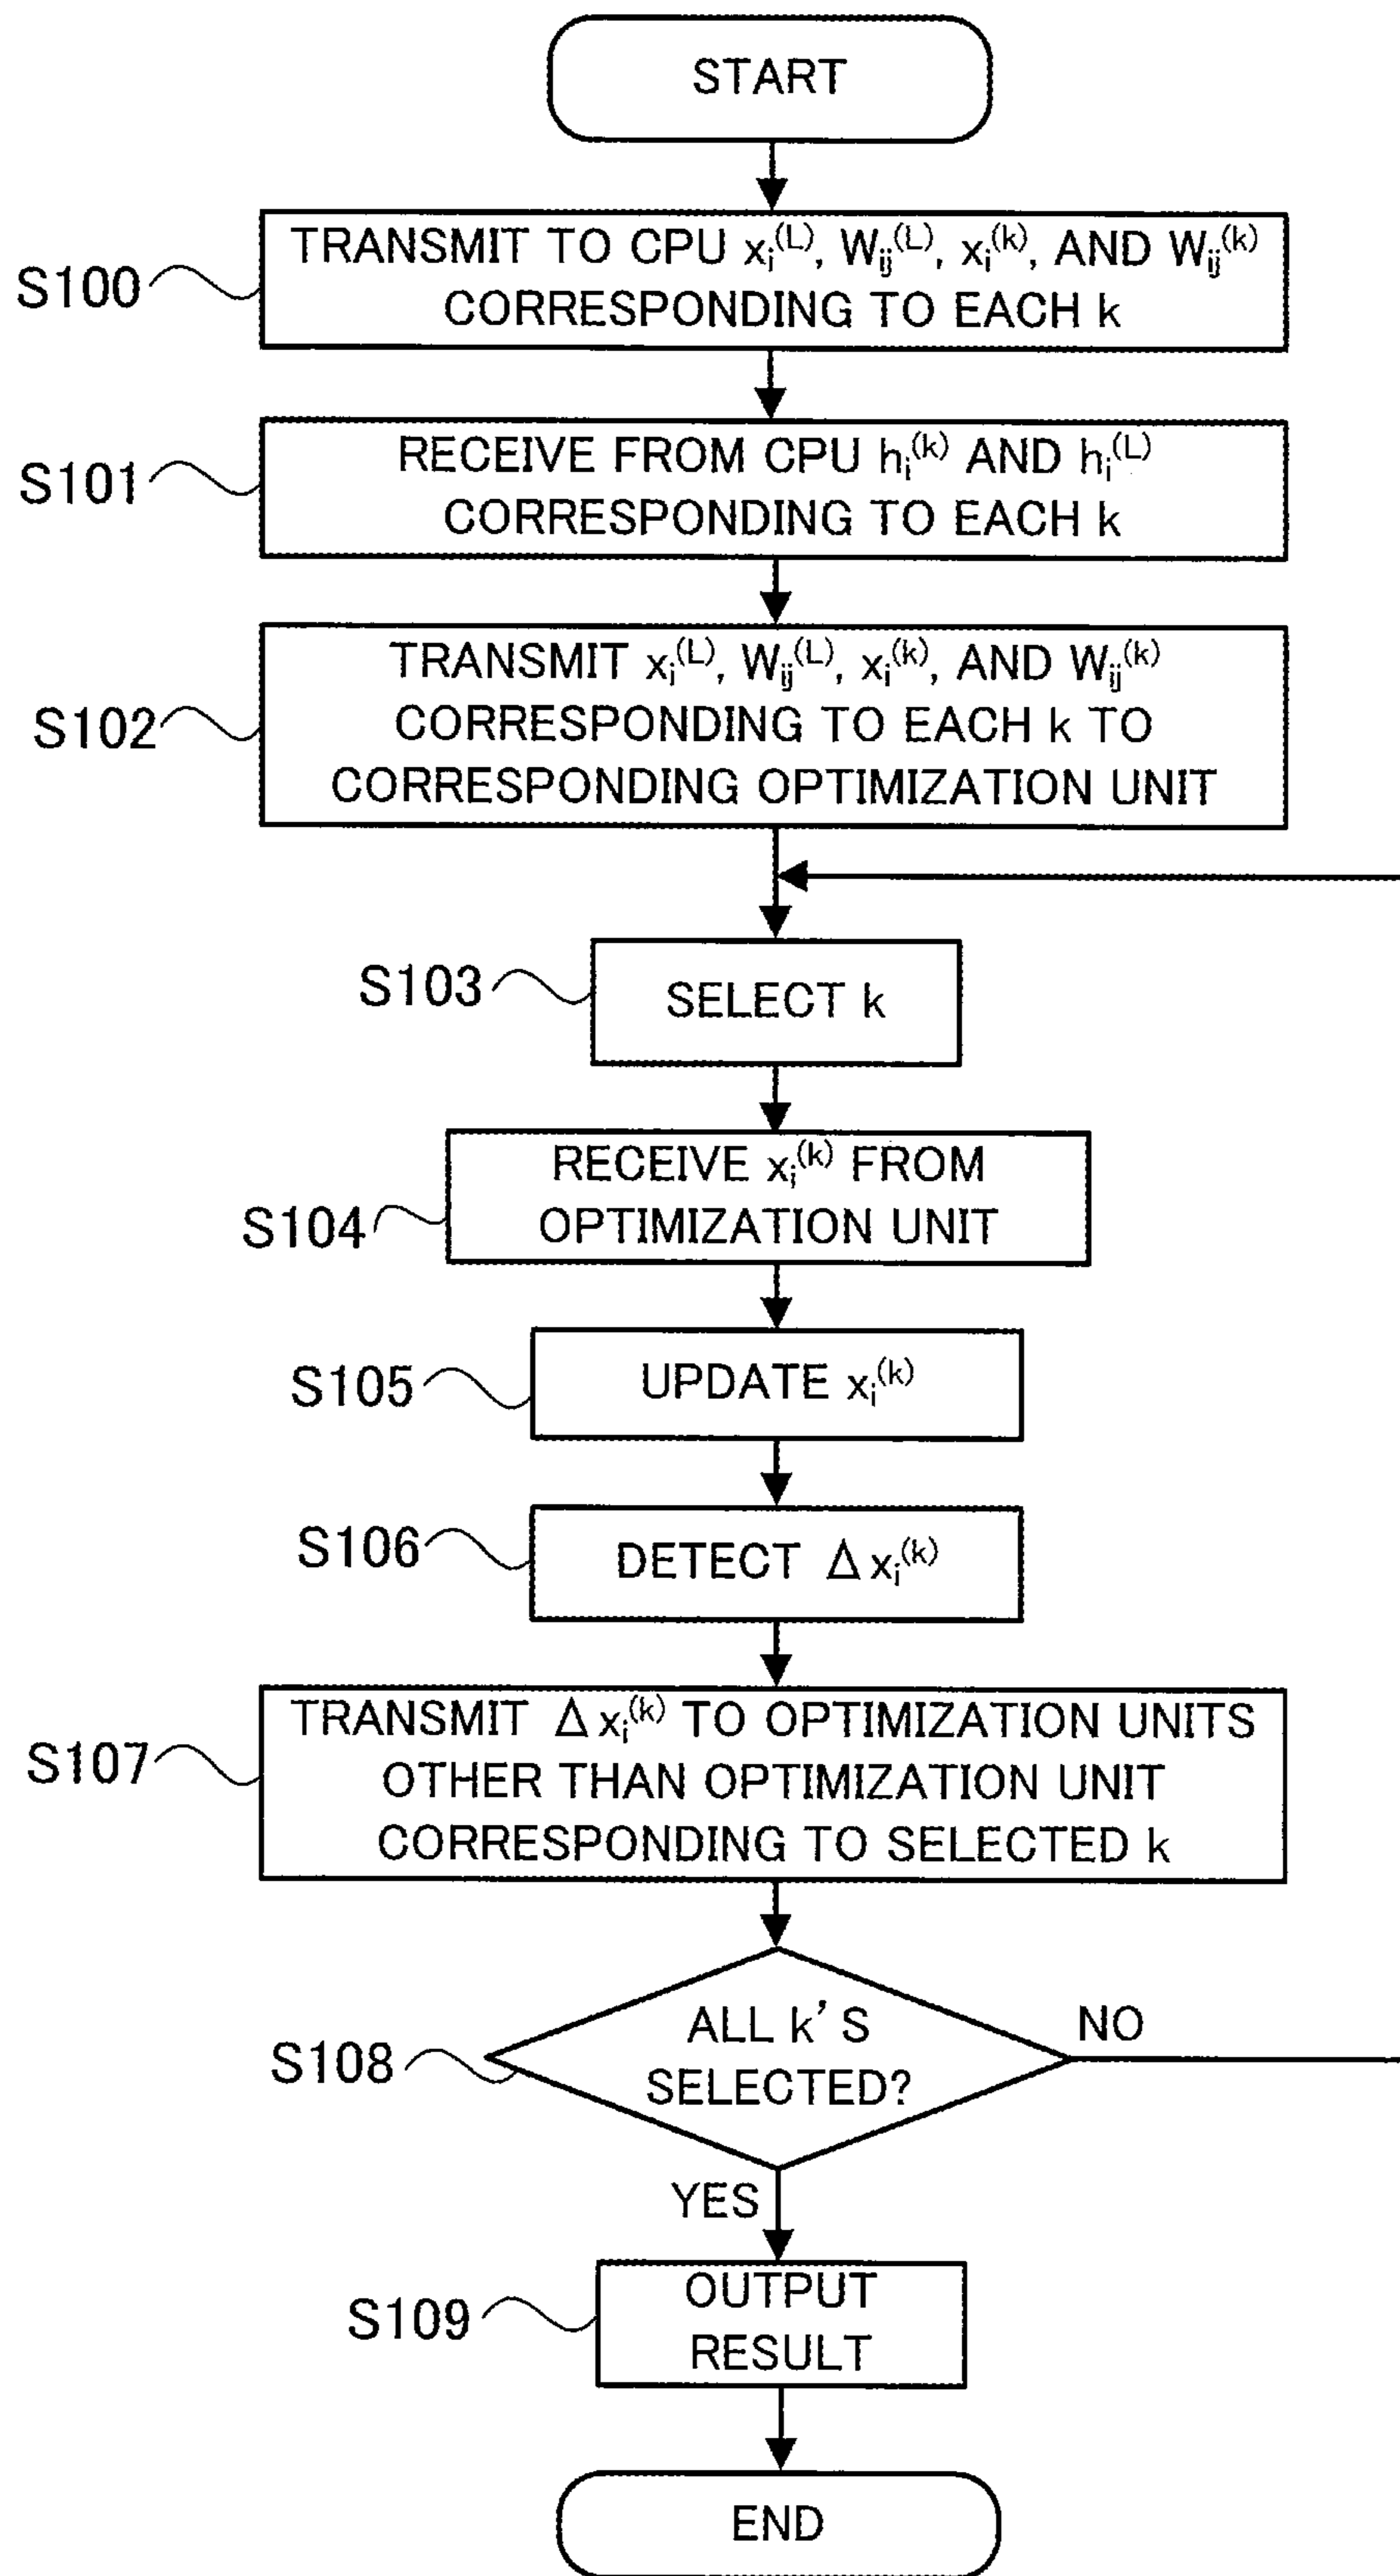 START
S100
TRANSMIT TO CPU xᵢ⁽ᴸ⁾, Wᵢⱼ⁽ᴸ⁾, xᵢ⁽ᵏ⁾, AND Wᵢⱼ⁽ᵏ⁾
CORRESPONDING TO EACH k
S101
RECEIVE FROM CPU hᵢ⁽ᵏ⁾ AND hᵢ⁽ᴸ⁾
CORRESPONDING TO EACH k
S102
TRANSMIT xᵢ⁽ᴸ⁾, Wᵢⱼ⁽ᴸ⁾, xᵢ⁽ᵏ⁾, AND Wᵢⱼ⁽ᵏ⁾
CORRESPONDING TO EACH k TO
CORRESPONDING OPTIMIZATION UNIT
S103
SELECT k
S104
RECEIVE xᵢ⁽ᵏ⁾ FROM
OPTIMIZATION UNIT
S105
UPDATE xᵢ⁽ᵏ⁾
S106
DETECT Δxᵢ⁽ᵏ⁾
S107
TRANSMIT Δxᵢ⁽ᵏ⁾ TO OPTIMIZATION UNITS
OTHER THAN OPTIMIZATION UNIT
CORRESPONDING TO SELECTED k
S108
ALL k'S
SELECTED?
NO
YES
S109
OUTPUT
RESULT
END